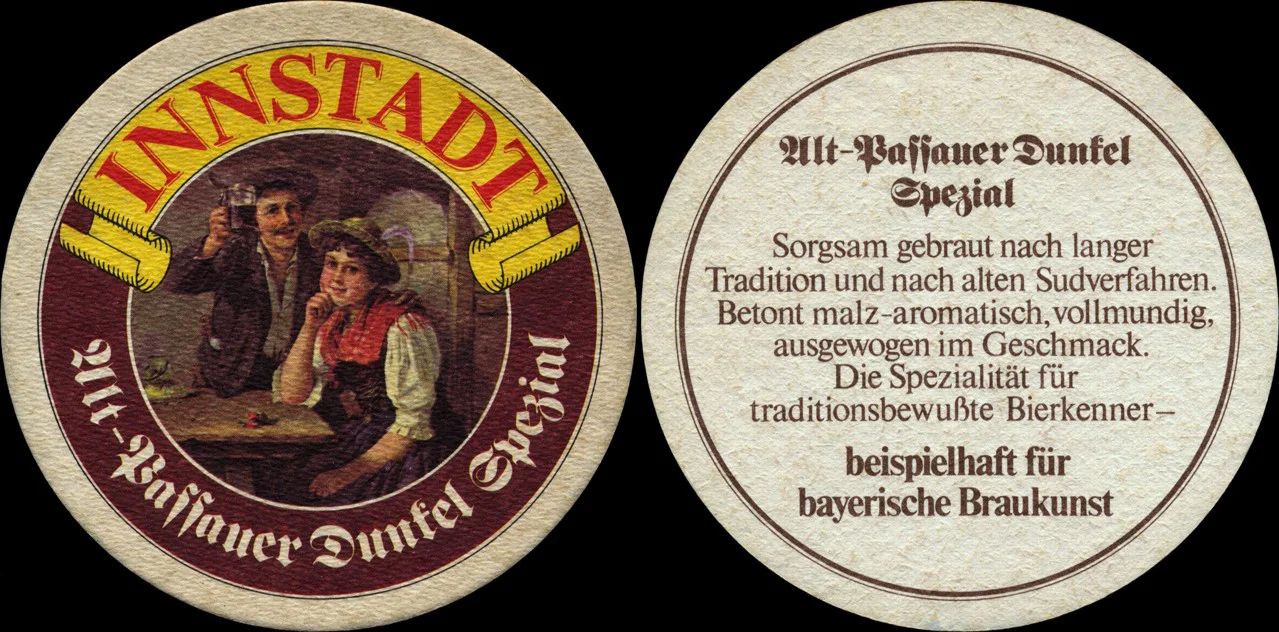 INNSTADT
Alt-Passauer Dunkel Spezial
Alt-Passauer Dunkel
Spezial
Sorgsam gebraut nach langer
Tradition und nach alten Sudverfahren.
Betont malz-aromatisch, vollmundig,
ausgewogen im Geschmack.
Die Spezialität für
traditionsbewußte Bierkenner–
beispielhaft für
bayerische Braukunst